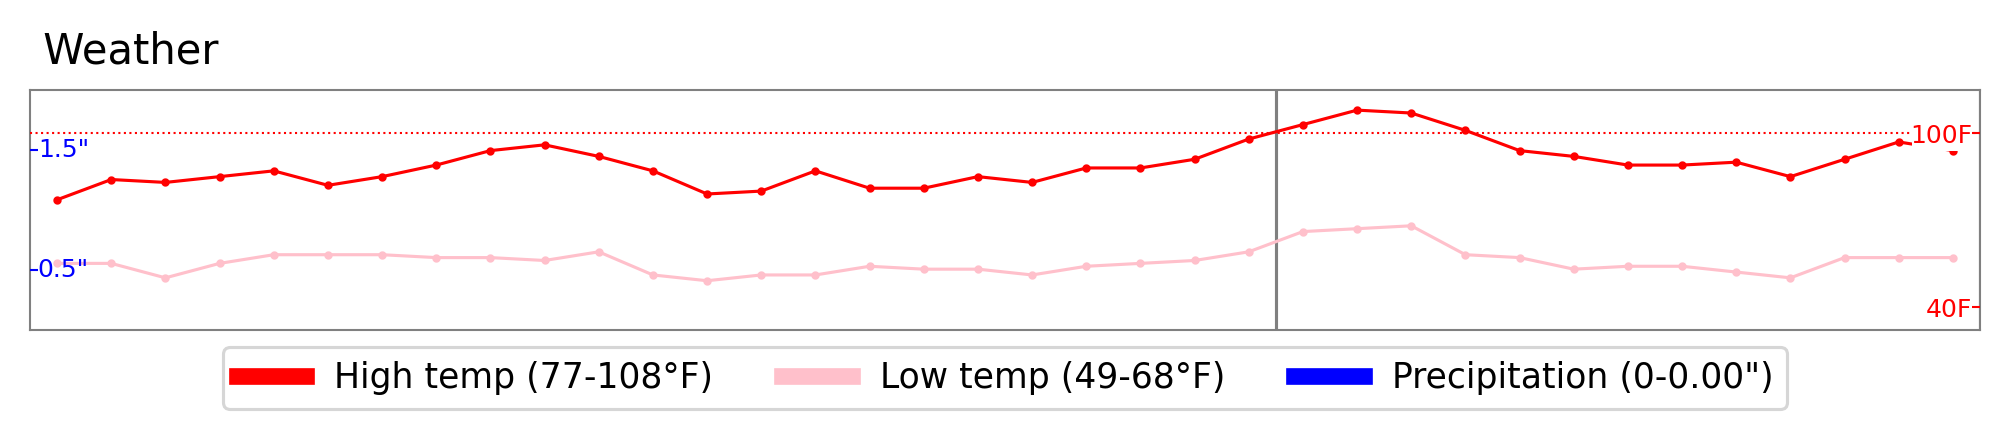 Weather
1.5"
100F
0.5"
40F
High temp (77-108°F) Low temp (49-68°F) Precipitation (0-0.00")